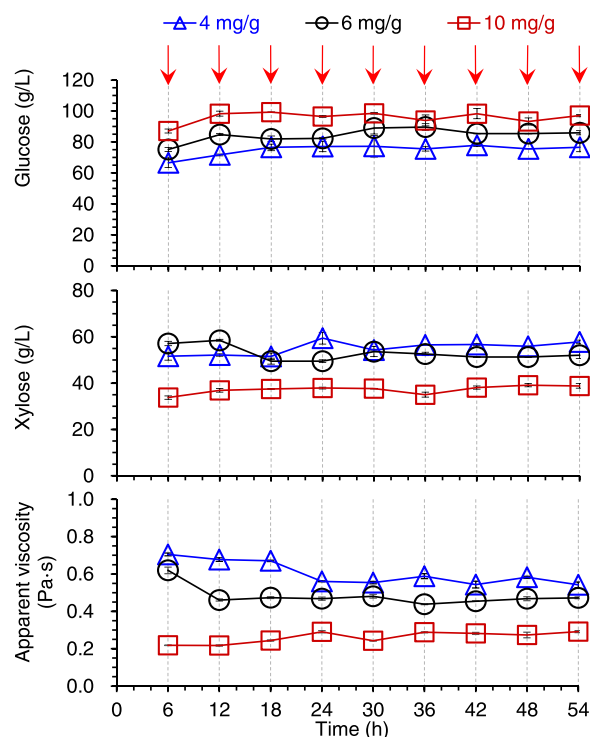 4 mg/g 6 mg/g 10 mg/g
Glucose (g/L)
120
100
80
60
40
20
0
Xylose (g/L)
80
60
40
20
0
Apparent viscosity
(Pa·s)
1.0
0.8
0.6
0.4
0.2
0.0
0 6 12 18 24 30 36 42 48 54
Time (h)